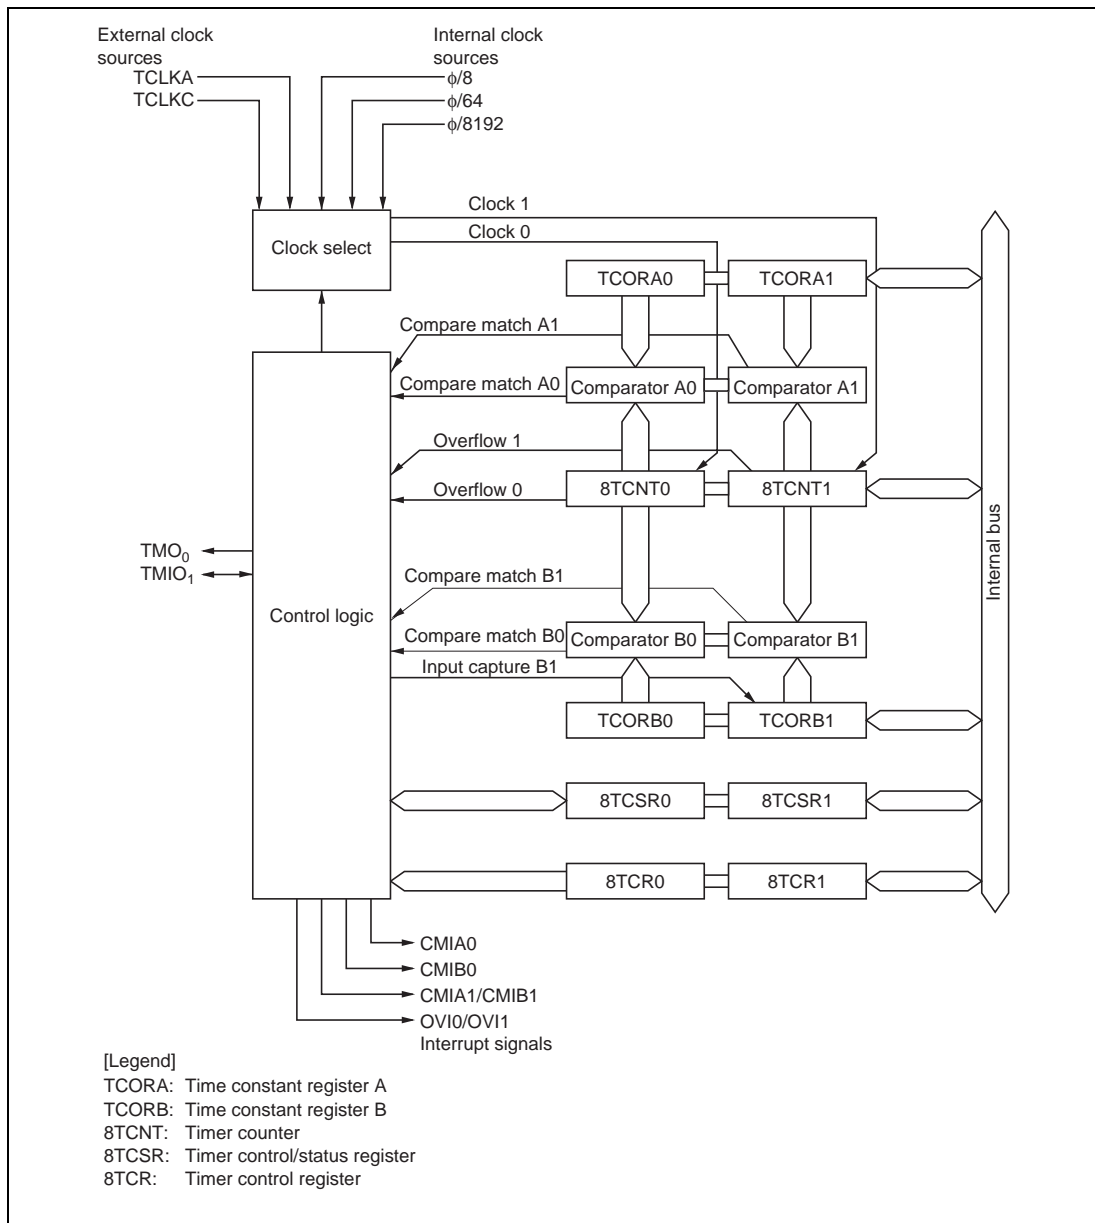 External clock
sources
TCLKA
TCLKC
Internal clock
sources
ϕ/8
ϕ/64
ϕ/8192
Clock 1
Clock 0
Clock select
TCORA0
TCORA1
Compare match A1
Compare match A0
Comparator A0
Comparator A1
Overflow 1
Overflow 0
8TCNT0
8TCNT1
TMO0
TMIO1
Control logic
Internal bus
Compare match B1
Compare match B0
Comparator B0
Comparator B1
Input capture B1
TCORB0
TCORB1
8TCSR0
8TCSR1
8TCR0
8TCR1
CMIA0
CMIB0
CMIA1/CMIB1
OVI0/OVI1
Interrupt signals
[Legend]
TCORA: Time constant register A
TCORB: Time constant register B
8TCNT: Timer counter
8TCSR: Timer control/status register
8TCR: Timer control register